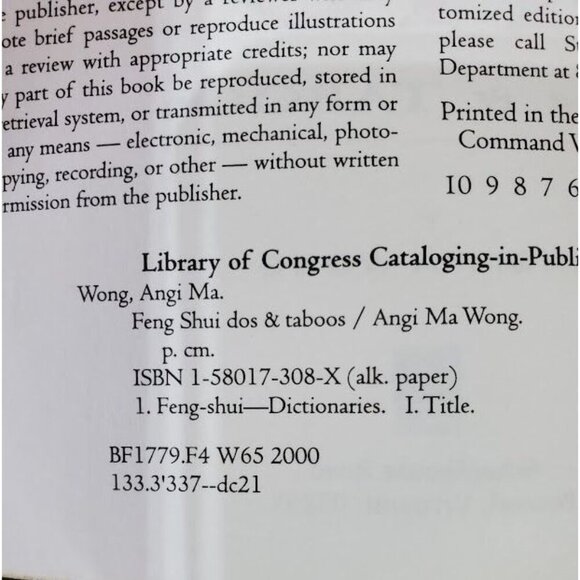 publisher, except by a
ote brief passages or reproduce illustrations
a review with appropriate credits; nor may
y part of this book be reproduced, stored in
etrieval system, or transmitted in any form or
any means — electronic, mechanical, photo-
pying, recording, or other — without written
rmission from the publisher.
tomized edition
please call S
Department at
Printed in the
Command V
10 9 8 7 6
Library of Congress Cataloging-in-Publi
Wong, Angi Ma.
Feng Shui dos & taboos / Angi Ma Wong.
p. cm.
ISBN 1-58017-308-X (alk. paper)
1. Feng-shui—Dictionaries. I. Title.
BF1779.F4 W65 2000
133.3'337--dc21